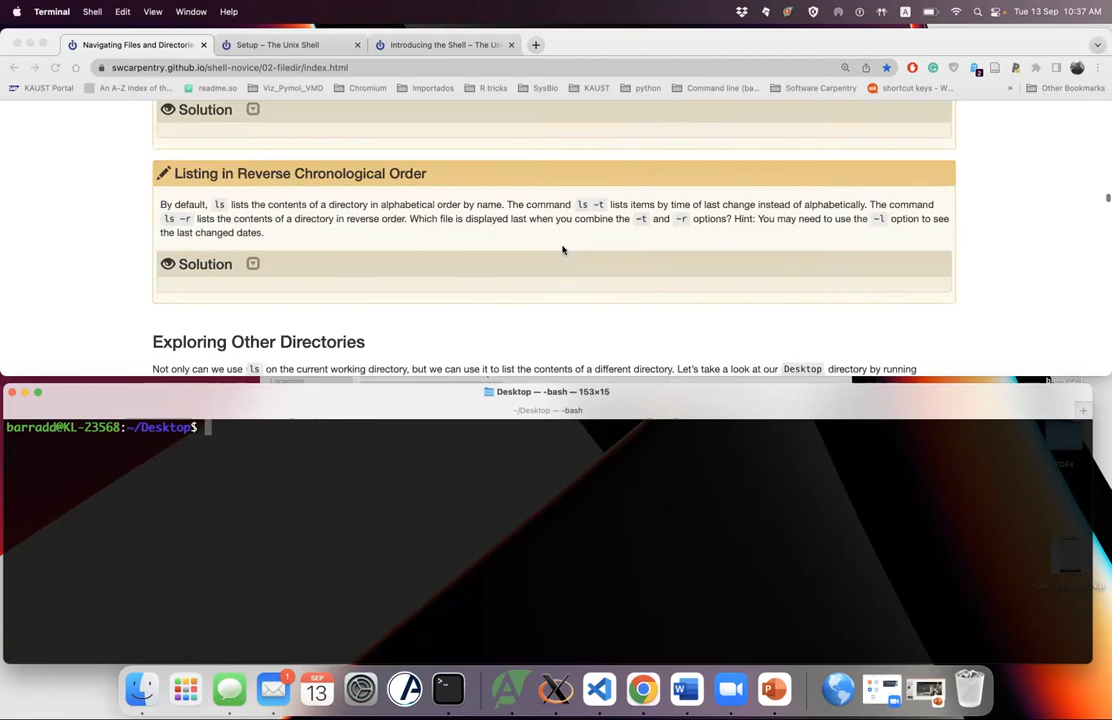 Terminal Shell Edit View Window Help A Tue 13 Sep 10:37 AM
Navigating Files and Directorie Setup – The Unix Shell Introducing the Shell – The Un
swcarpentry.github.io/shell-novice/02-filedir/index.html
KAUST Portal An A-Z Index of th... readme.so Viz_Pymol_VMD Chromium Importados R tricks SysBio KAUST python Command line (ba... Software Carpentry shortcut keys - W... » Other Bookmarks
Solution
Listing in Reverse Chronological Order
By default, ls lists the contents of a directory in alphabetical order by name. The command ls -t lists items by time of last change instead of alphabetically. The command
ls -r lists the contents of a directory in reverse order. Which file is displayed last when you combine the -t and -r options? Hint: You may need to use the -l option to see
the last changed dates.
Solution
Exploring Other Directories
Not only can we use ls on the current working directory, but we can use it to list the contents of a different directory. Let's take a look at our Desktop directory by running
Locations
Desktop — -bash — 153×15
~/Desktop — -bash
barradd@KL-23568:~/Desktop$
PDFs
SEP
13
1